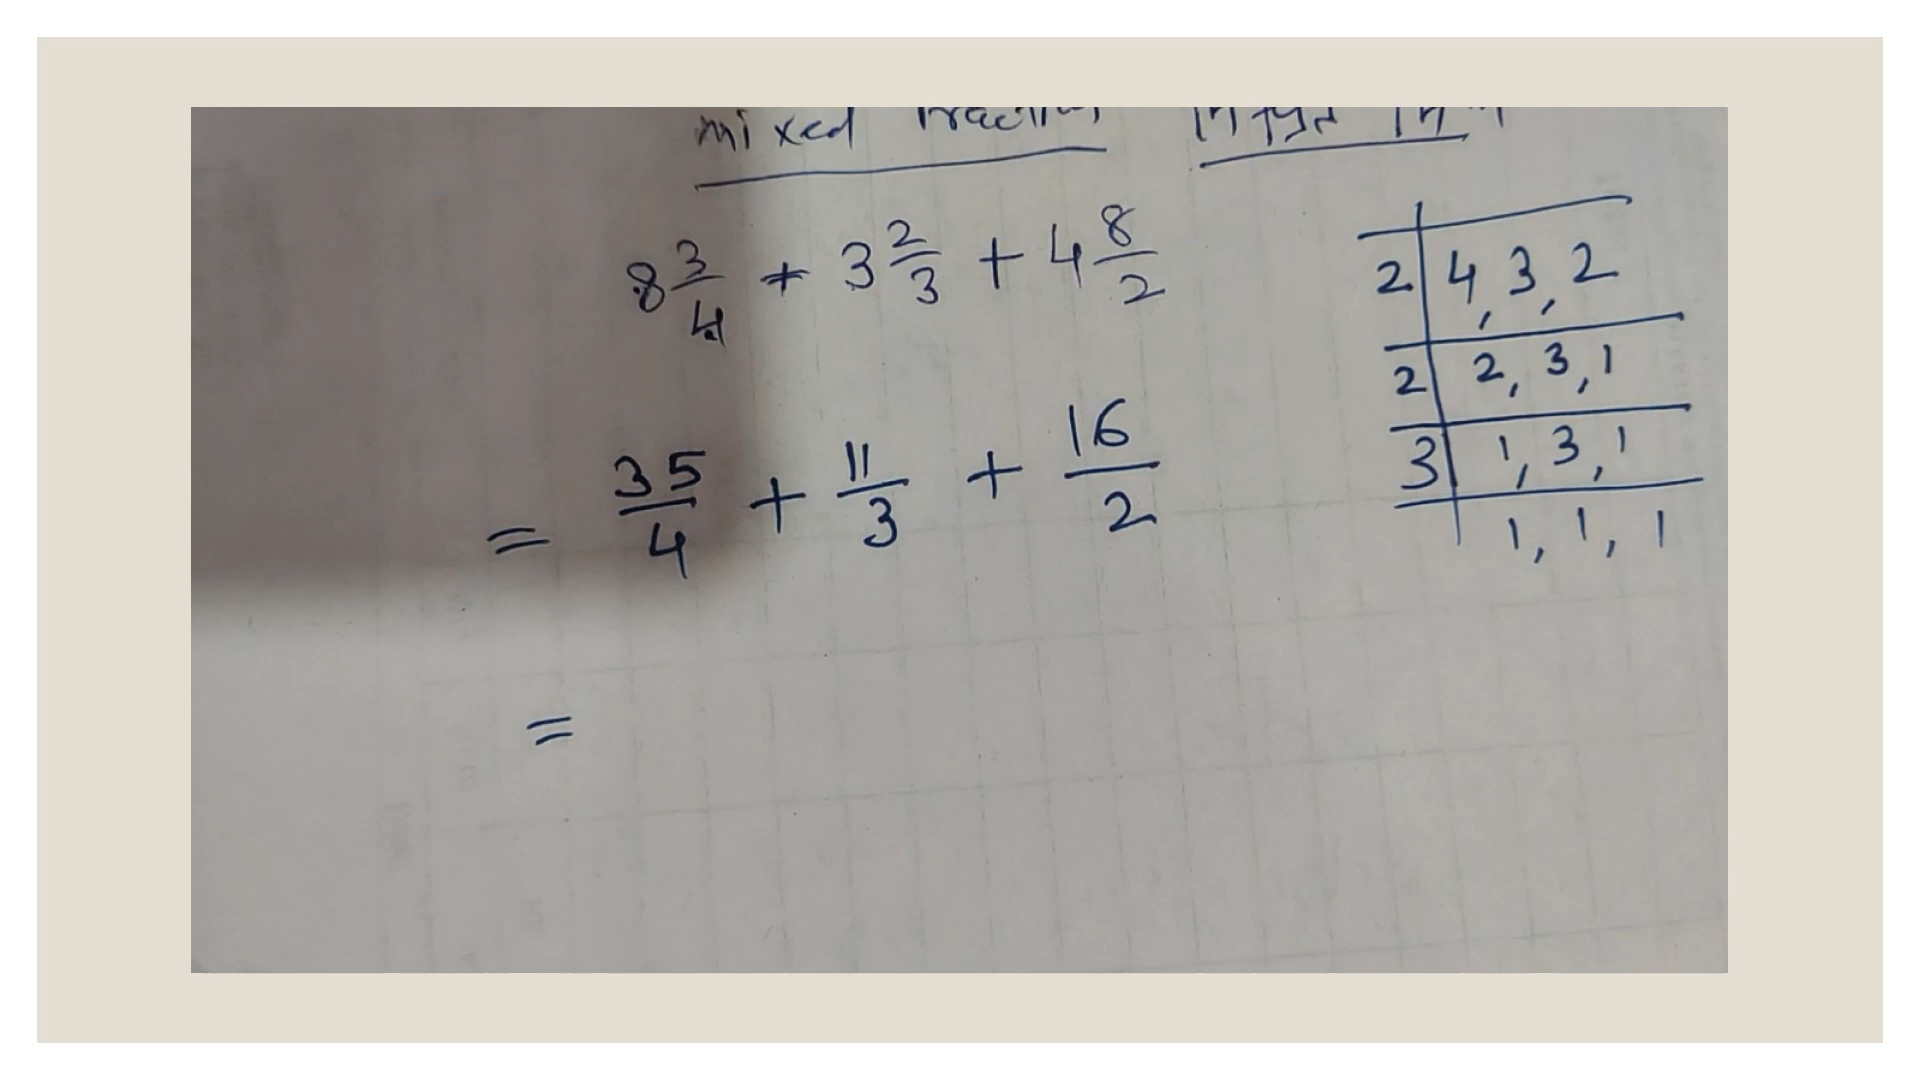 mixed
8 3/4 + 3 2/3 + 4 8/2
= 35/4 + 11/3 + 16/2
=
2 | 4, 3, 2
2 | 2, 3, 1
3 | 1, 3, 1
1, 1, 1